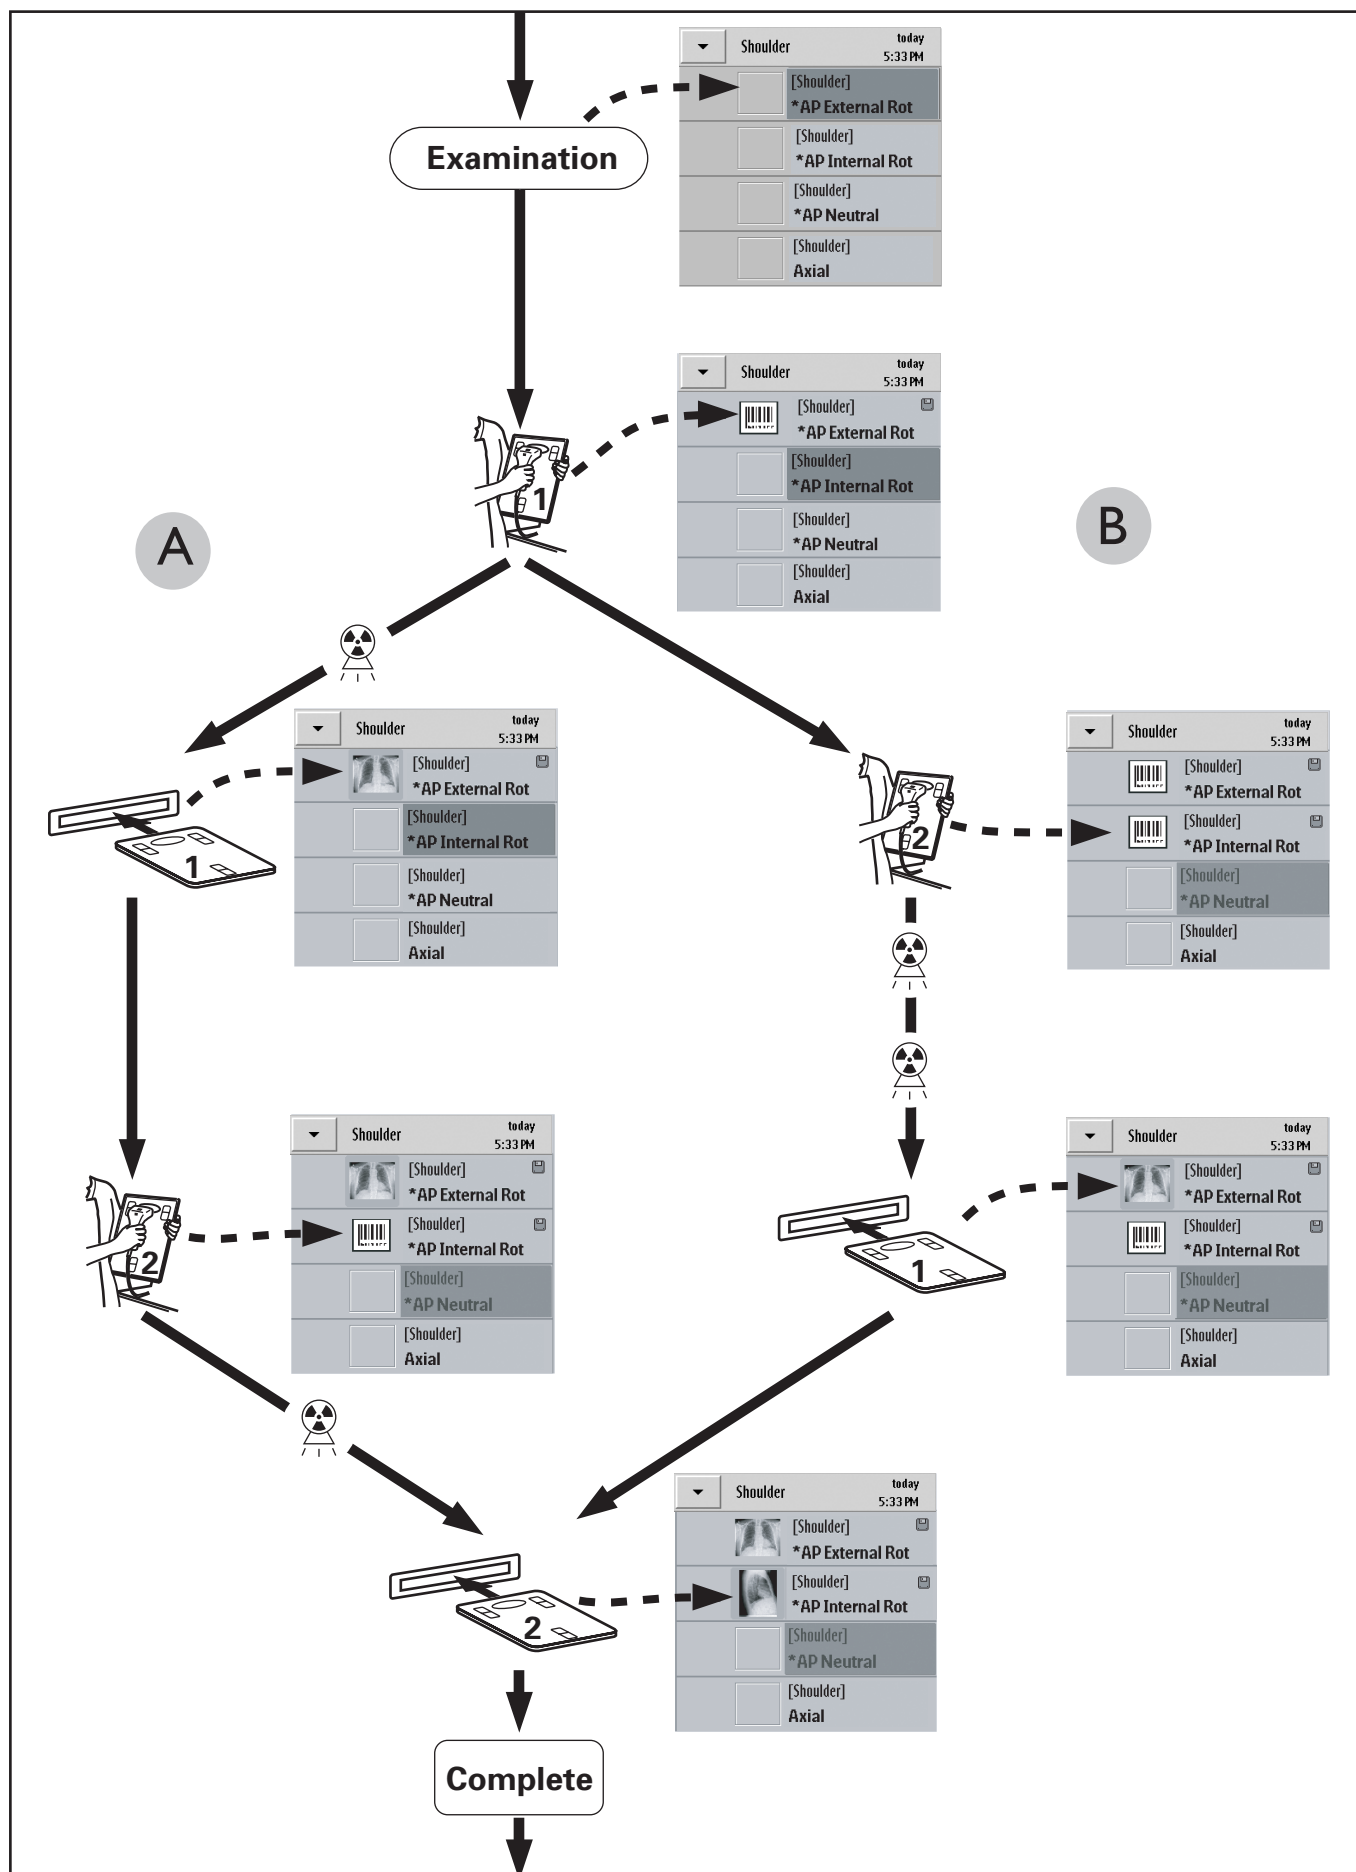 Shoulder
today
5:33 PM
[Shoulder]
*AP External Rot
[Shoulder]
*AP Internal Rot
[Shoulder]
*AP Neutral
[Shoulder]
Axial
Examination
Shoulder
today
5:33 PM
[Shoulder]
*AP External Rot
[Shoulder]
*AP Internal Rot
[Shoulder]
*AP Neutral
[Shoulder]
Axial
1
A
B
Shoulder
today
5:33 PM
[Shoulder]
*AP External Rot
[Shoulder]
*AP Internal Rot
[Shoulder]
*AP Neutral
[Shoulder]
Axial
1
2
Shoulder
today
5:33 PM
[Shoulder]
*AP External Rot
[Shoulder]
*AP Internal Rot
[Shoulder]
*AP Neutral
[Shoulder]
Axial
2
Shoulder
today
5:33 PM
[Shoulder]
*AP External Rot
[Shoulder]
*AP Internal Rot
[Shoulder]
*AP Neutral
[Shoulder]
Axial
1
Shoulder
today
5:33 PM
[Shoulder]
*AP External Rot
[Shoulder]
*AP Internal Rot
[Shoulder]
*AP Neutral
[Shoulder]
Axial
2
Shoulder
today
5:33 PM
[Shoulder]
*AP External Rot
[Shoulder]
*AP Internal Rot
[Shoulder]
*AP Neutral
[Shoulder]
Axial
Complete